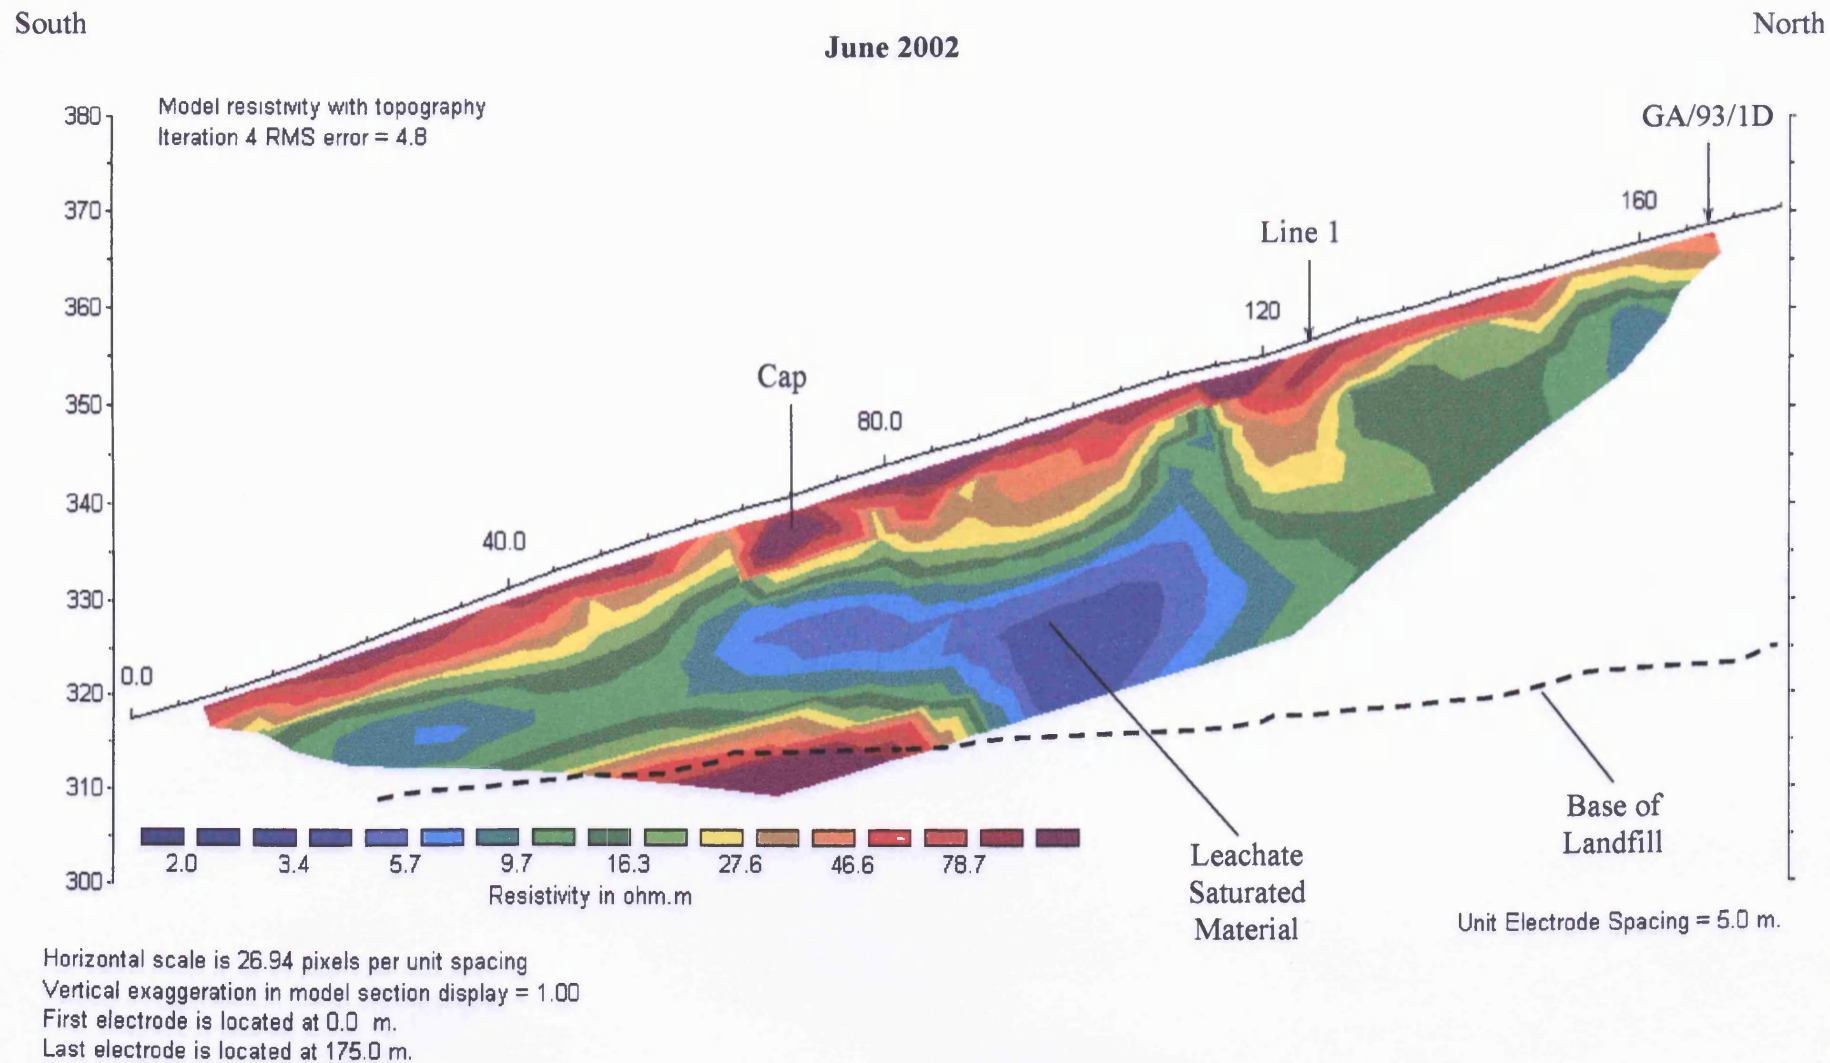 South
North
June 2002
Model resistivity with topography
Iteration 4 RMS error = 4.8
GA/93/1D
Line 1
Cap
380
370
360
350
340
330
320
310
300
0.0
40.0
80.0
120
160
2.0 3.4 5.7 9.7 16.3 27.6 46.6 78.7
Resistivity in ohm.m
Leachate
Saturated
Material
Base of
Landfill
Unit Electrode Spacing = 5.0 m.
Horizontal scale is 26.94 pixels per unit spacing
Vertical exaggeration in model section display = 1.00
First electrode is located at 0.0 m.
Last electrode is located at 175.0 m.